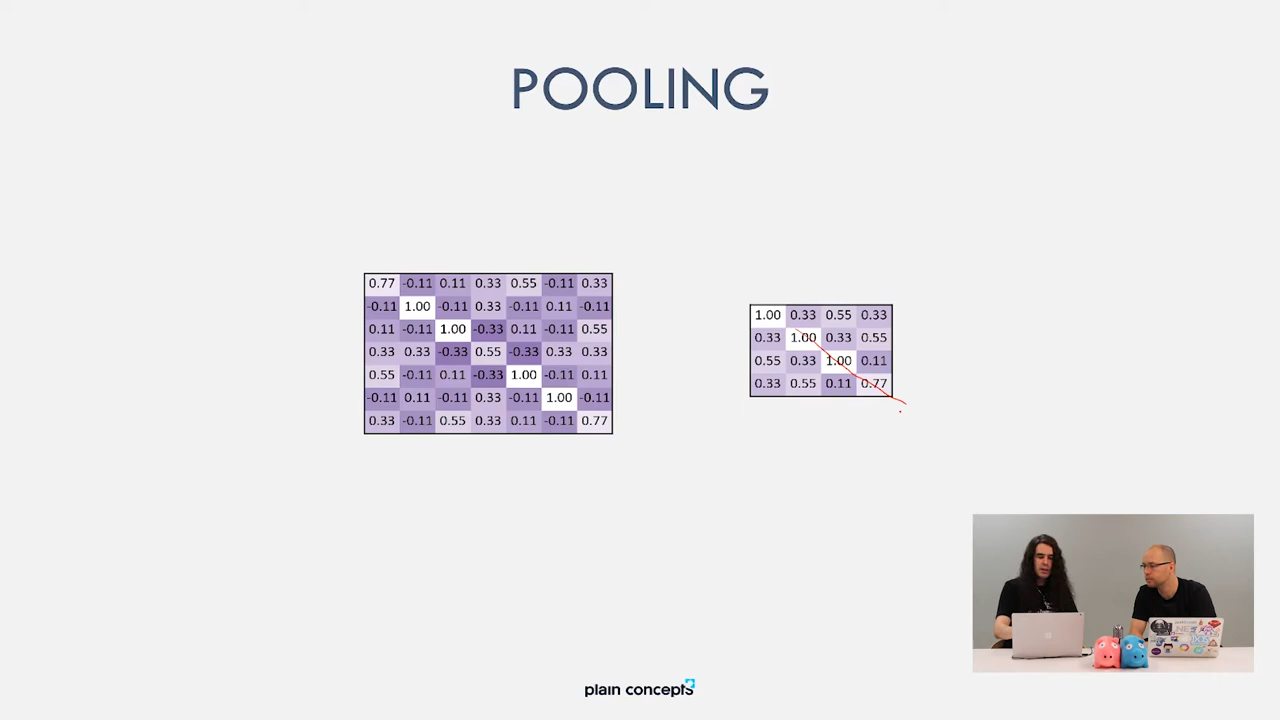 POOLING
0.77 -0.11 0.11 0.33 0.55 -0.11 0.33
-0.11 1.00 -0.11 0.33 -0.11 0.11 -0.11
0.11 -0.11 1.00 -0.33 0.11 -0.11 0.55
0.33 0.33 -0.33 0.55 -0.33 0.33 0.33
0.55 -0.11 0.11 -0.33 1.00 -0.11 0.11
-0.11 0.11 -0.11 0.33 -0.11 1.00 -0.11
0.33 -0.11 0.55 0.33 0.11 -0.11 0.77
1.00 0.33 0.55 0.33
0.33 1.00 0.33 0.55
0.55 0.33 1.00 0.11
0.33 0.55 0.11 0.77
plain concepts